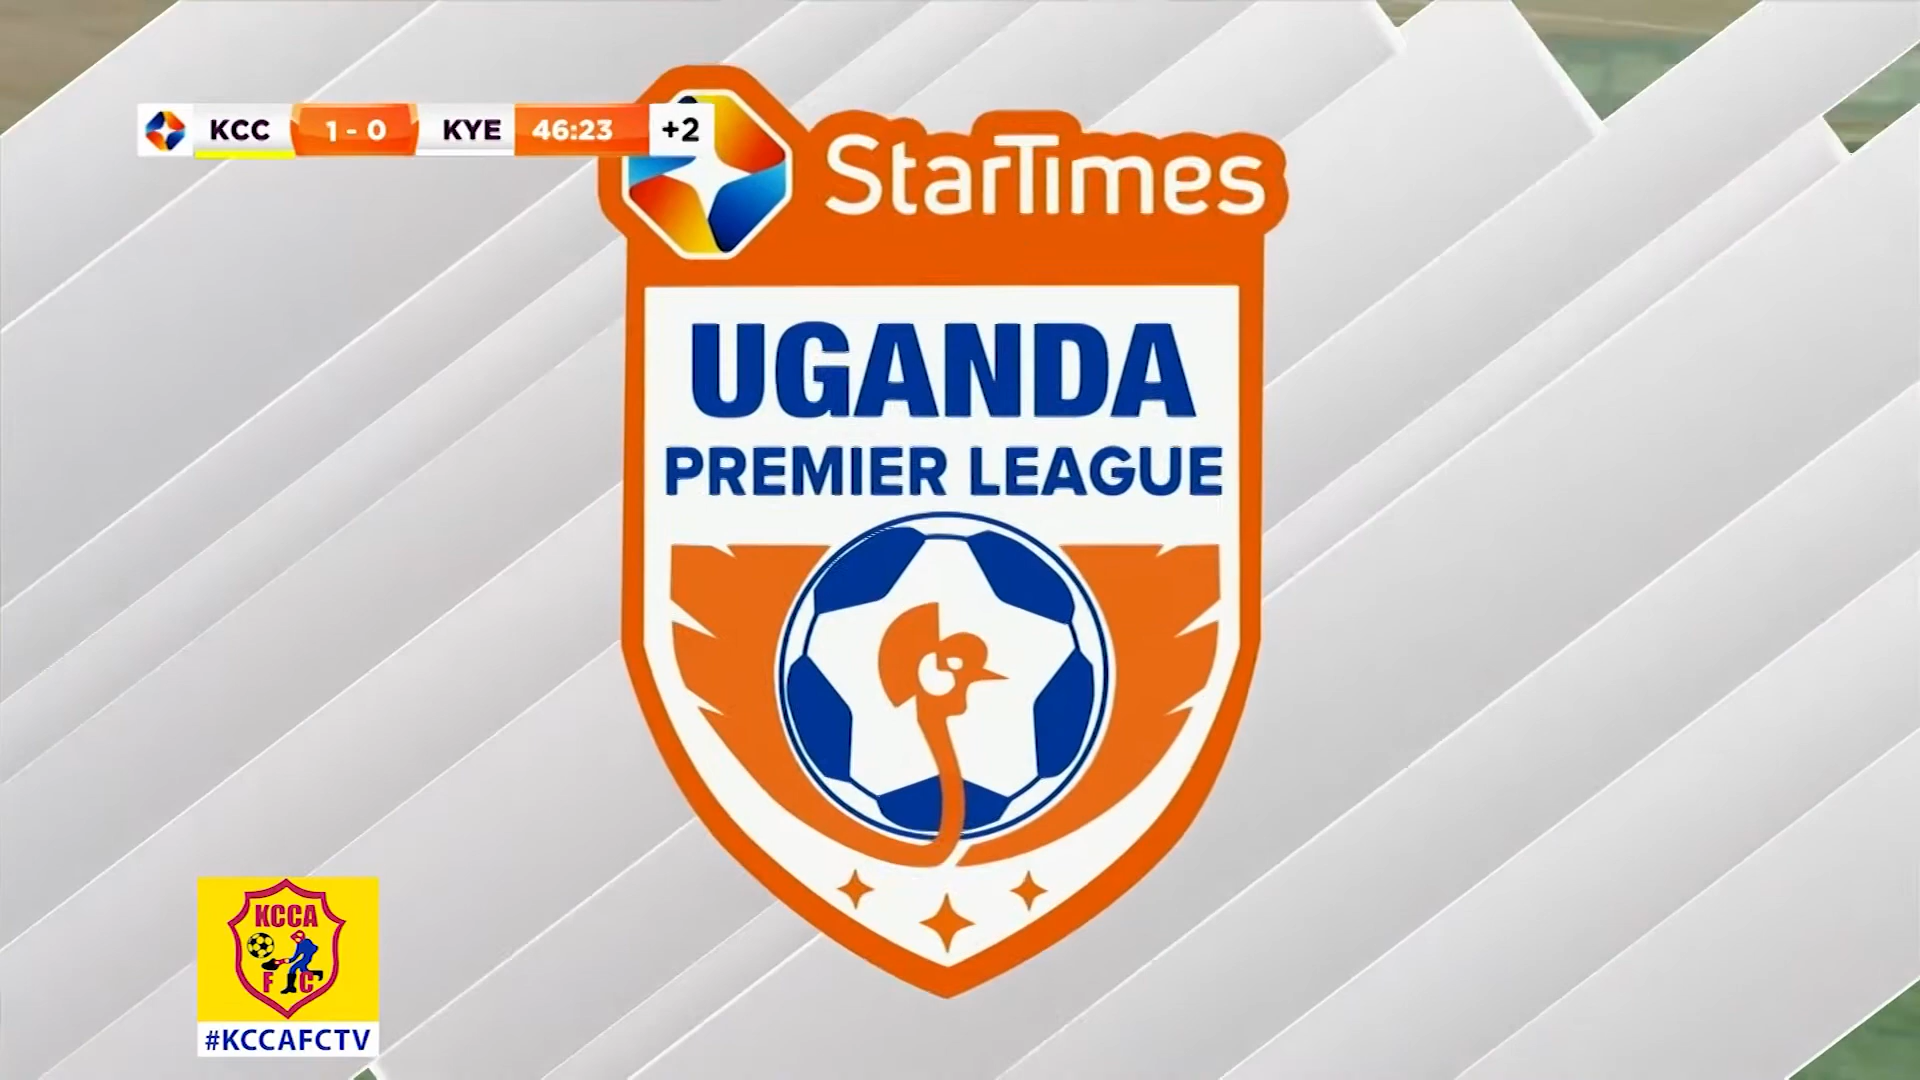 KCC 1 - 0 KYE 46:23 +2
StarTimes
UGANDA
PREMIER LEAGUE
KCCA
F C
#KCCAFCTV